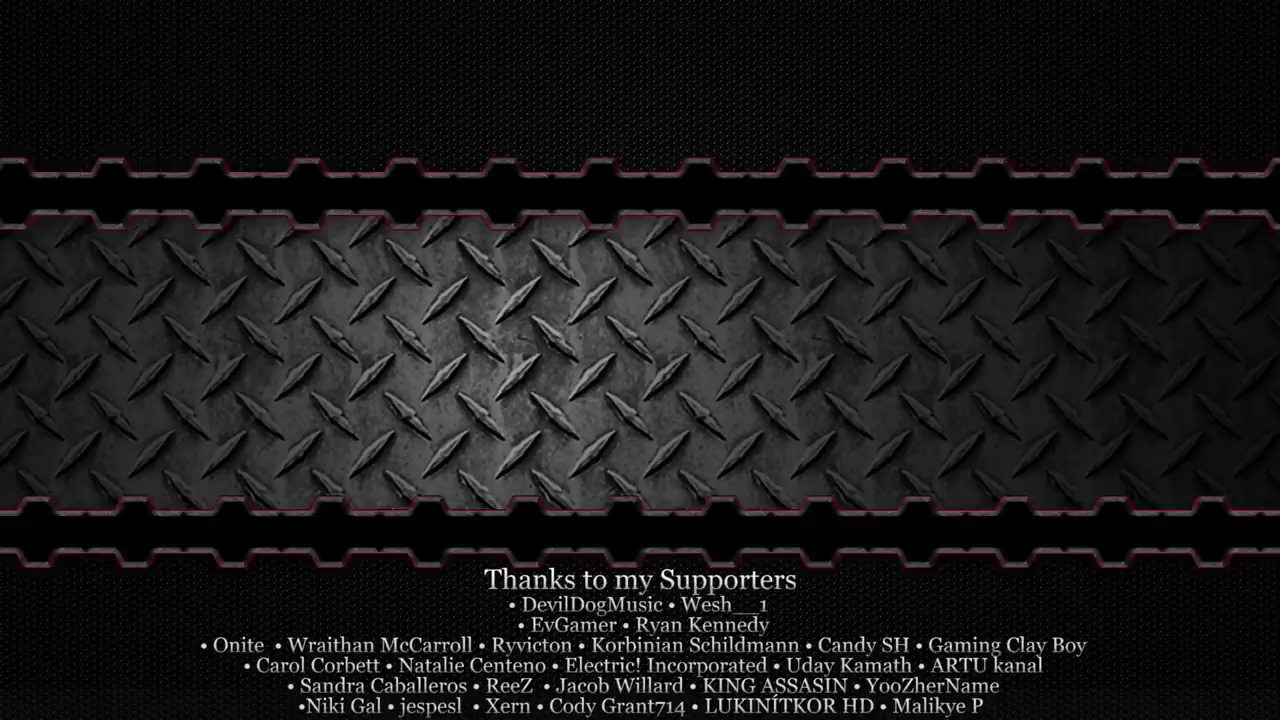 Thanks to my Supporters
• DevilDogMusic • Wesh__1
• EvGamer • Ryan Kennedy
• Onite • Wraithan McCarroll • Ryvicton • Korbinian Schildmann • Candy SH • Gaming Clay Boy
• Carol Corbett • Natalie Centeno • Electric! Incorporated • Uday Kamath • ARTU kanal
• Sandra Caballeros • ReeZ • Jacob Willard • KING ASSASIN • YooZherName
•Niki Gal • jespesl • Xern • Cody Grant714 • LUKINÍTKOR HD • Malikye P